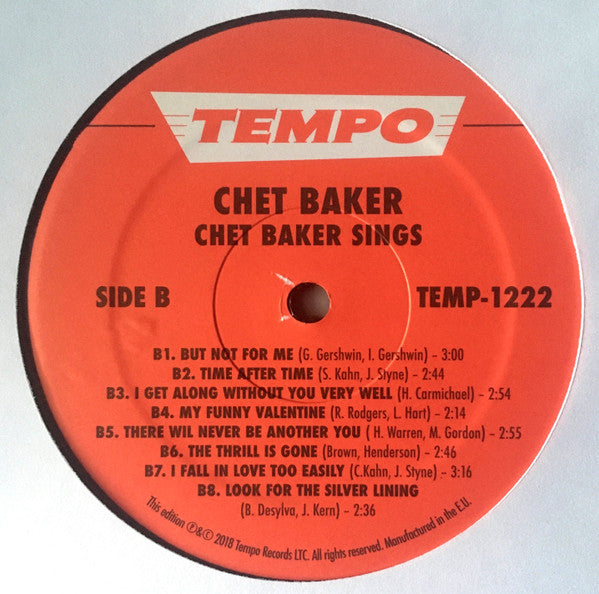 TEMPO
CHET BAKER
CHET BAKER SINGS
SIDE B
TEMP-1222
B1. BUT NOT FOR ME (G. Gershwin, I. Gershwin) – 3:00
B2. TIME AFTER TIME (S. Kahn, J. Styne) – 2:44
B3. I GET ALONG WITHOUT YOU VERY WELL (H. Carmichael) – 2:54
B4. MY FUNNY VALENTINE (R. Rodgers, L. Hart) – 2:14
B5. THERE WIL NEVER BE ANOTHER YOU ( H. Warren, M. Gordon) – 2:55
B6. THE THRILL IS GONE (Brown, Henderson) – 2:46
B7. I FALL IN LOVE TOO EASILY (C.Kahn, J. Styne) – 3:16
B8. LOOK FOR THE SILVER LINING
(B. Desylva, J. Kern) – 2:36
This edition ℗&© 2018 Tempo Records LTC. All rights reserved. Manufactured in the E.U.